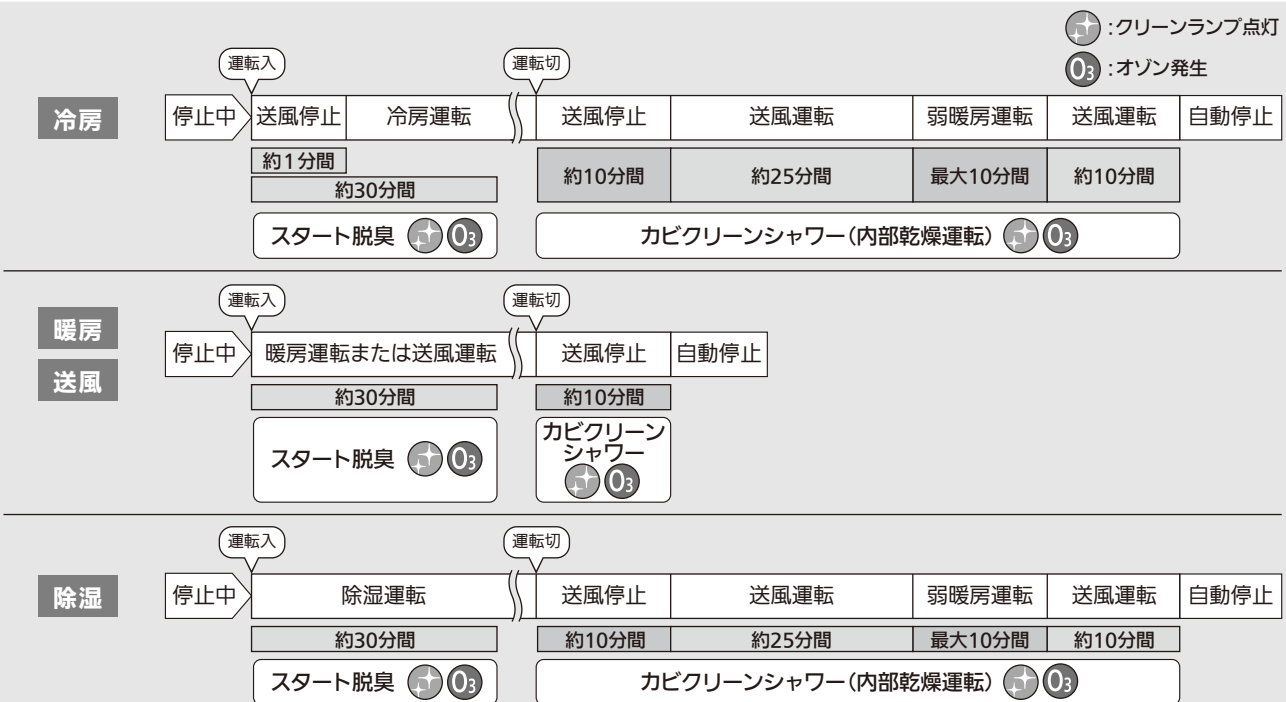 :クリーンランプ点灯
O3 :オゾン発生
運転入 運転切
冷房 停止中 送風停止 冷房運転 送風停止 送風運転 弱暖房運転 送風運転 自動停止
約1分間
約30分間 約10分間 約25分間 最大10分間 約10分間
スタート脱臭 O3 カビクリーンシャワー(内部乾燥運転) O3
運転入 運転切
暖房
停止中 暖房運転または送風運転 送風停止 自動停止
送風
約30分間 約10分間
スタート脱臭 O3 カビクリーン
シャワー
O3
運転入 運転切
除湿 停止中 除湿運転 送風停止 送風運転 弱暖房運転 送風運転 自動停止
約30分間 約10分間 約25分間 最大10分間 約10分間
スタート脱臭 O3 カビクリーンシャワー(内部乾燥運転) O3